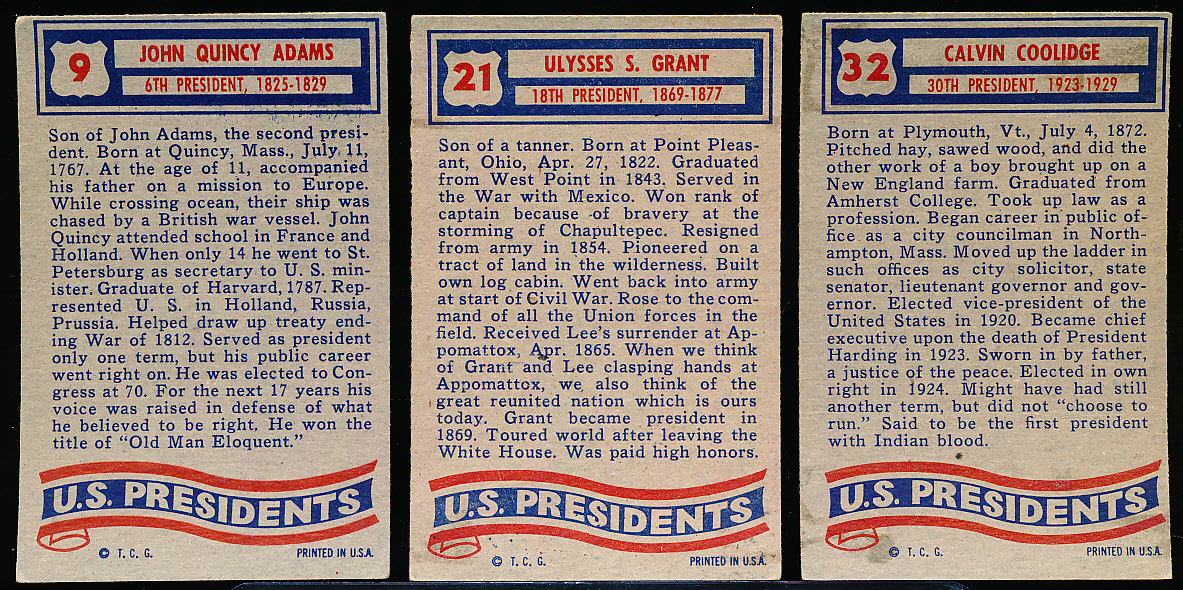 9
JOHN QUINCY ADAMS
6TH PRESIDENT, 1825-1829
Son of John Adams, the second presi-
dent. Born at Quincy, Mass., July 11,
1767. At the age of 11, accompanied
his father on a mission to Europe.
While crossing ocean, their ship was
chased by a British war vessel. John
Quincy attended school in France and
Holland. When only 14 he went to St.
Petersburg as secretary to U. S. min-
ister. Graduate of Harvard, 1787. Rep-
resented U. S. in Holland, Russia,
Prussia. Helped draw up treaty end-
ing War of 1812. Served as president
only one term, but his public career
went right on. He was elected to Con-
gress at 70. For the next 17 years his
voice was raised in defense of what
he believed to be right. He won the
title of "Old Man Eloquent."
U.S. PRESIDENTS
© T. C. G.
PRINTED IN U.S.A.
21
ULYSSES S. GRANT
18TH PRESIDENT, 1869-1877
Son of a tanner. Born at Point Pleas-
ant, Ohio, Apr. 27, 1822. Graduated
from West Point in 1843. Served in
the War with Mexico. Won rank of
captain because of bravery at the
storming of Chapultepec. Resigned
from army in 1854. Pioneered on a
tract of land in the wilderness. Built
own log cabin. Went back into army
at start of Civil War. Rose to the com-
mand of all the Union forces in the
field. Received Lee's surrender at Ap-
pomattox, Apr. 1865. When we think
of Grant and Lee clasping hands at
Appomattox, we also think of the
great reunited nation which is ours
today. Grant became president in
1869. Toured world after leaving the
White House. Was paid high honors.
U.S. PRESIDENTS
© T. C. G.
PRINTED IN U.S.A.
32
CALVIN COOLIDGE
30TH PRESIDENT, 1923-1929
Born at Plymouth, Vt., July 4, 1872.
Pitched hay, sawed wood, and did the
other work of a boy brought up on a
New England farm. Graduated from
Amherst College. Took up law as a
profession. Began career in public of-
fice as a city councilman in North-
ampton, Mass. Moved up the ladder in
such offices as city solicitor, state
senator, lieutenant governor and gov-
ernor. Elected vice-president of the
United States in 1920. Became chief
executive upon the death of President
Harding in 1923. Sworn in by father,
a justice of the peace. Elected in own
right in 1924. Might have had still
another term, but did not "choose to
run." Said to be the first president
with Indian blood.
U.S. PRESIDENTS
© T. C. G.
PRINTED IN U.S.A.